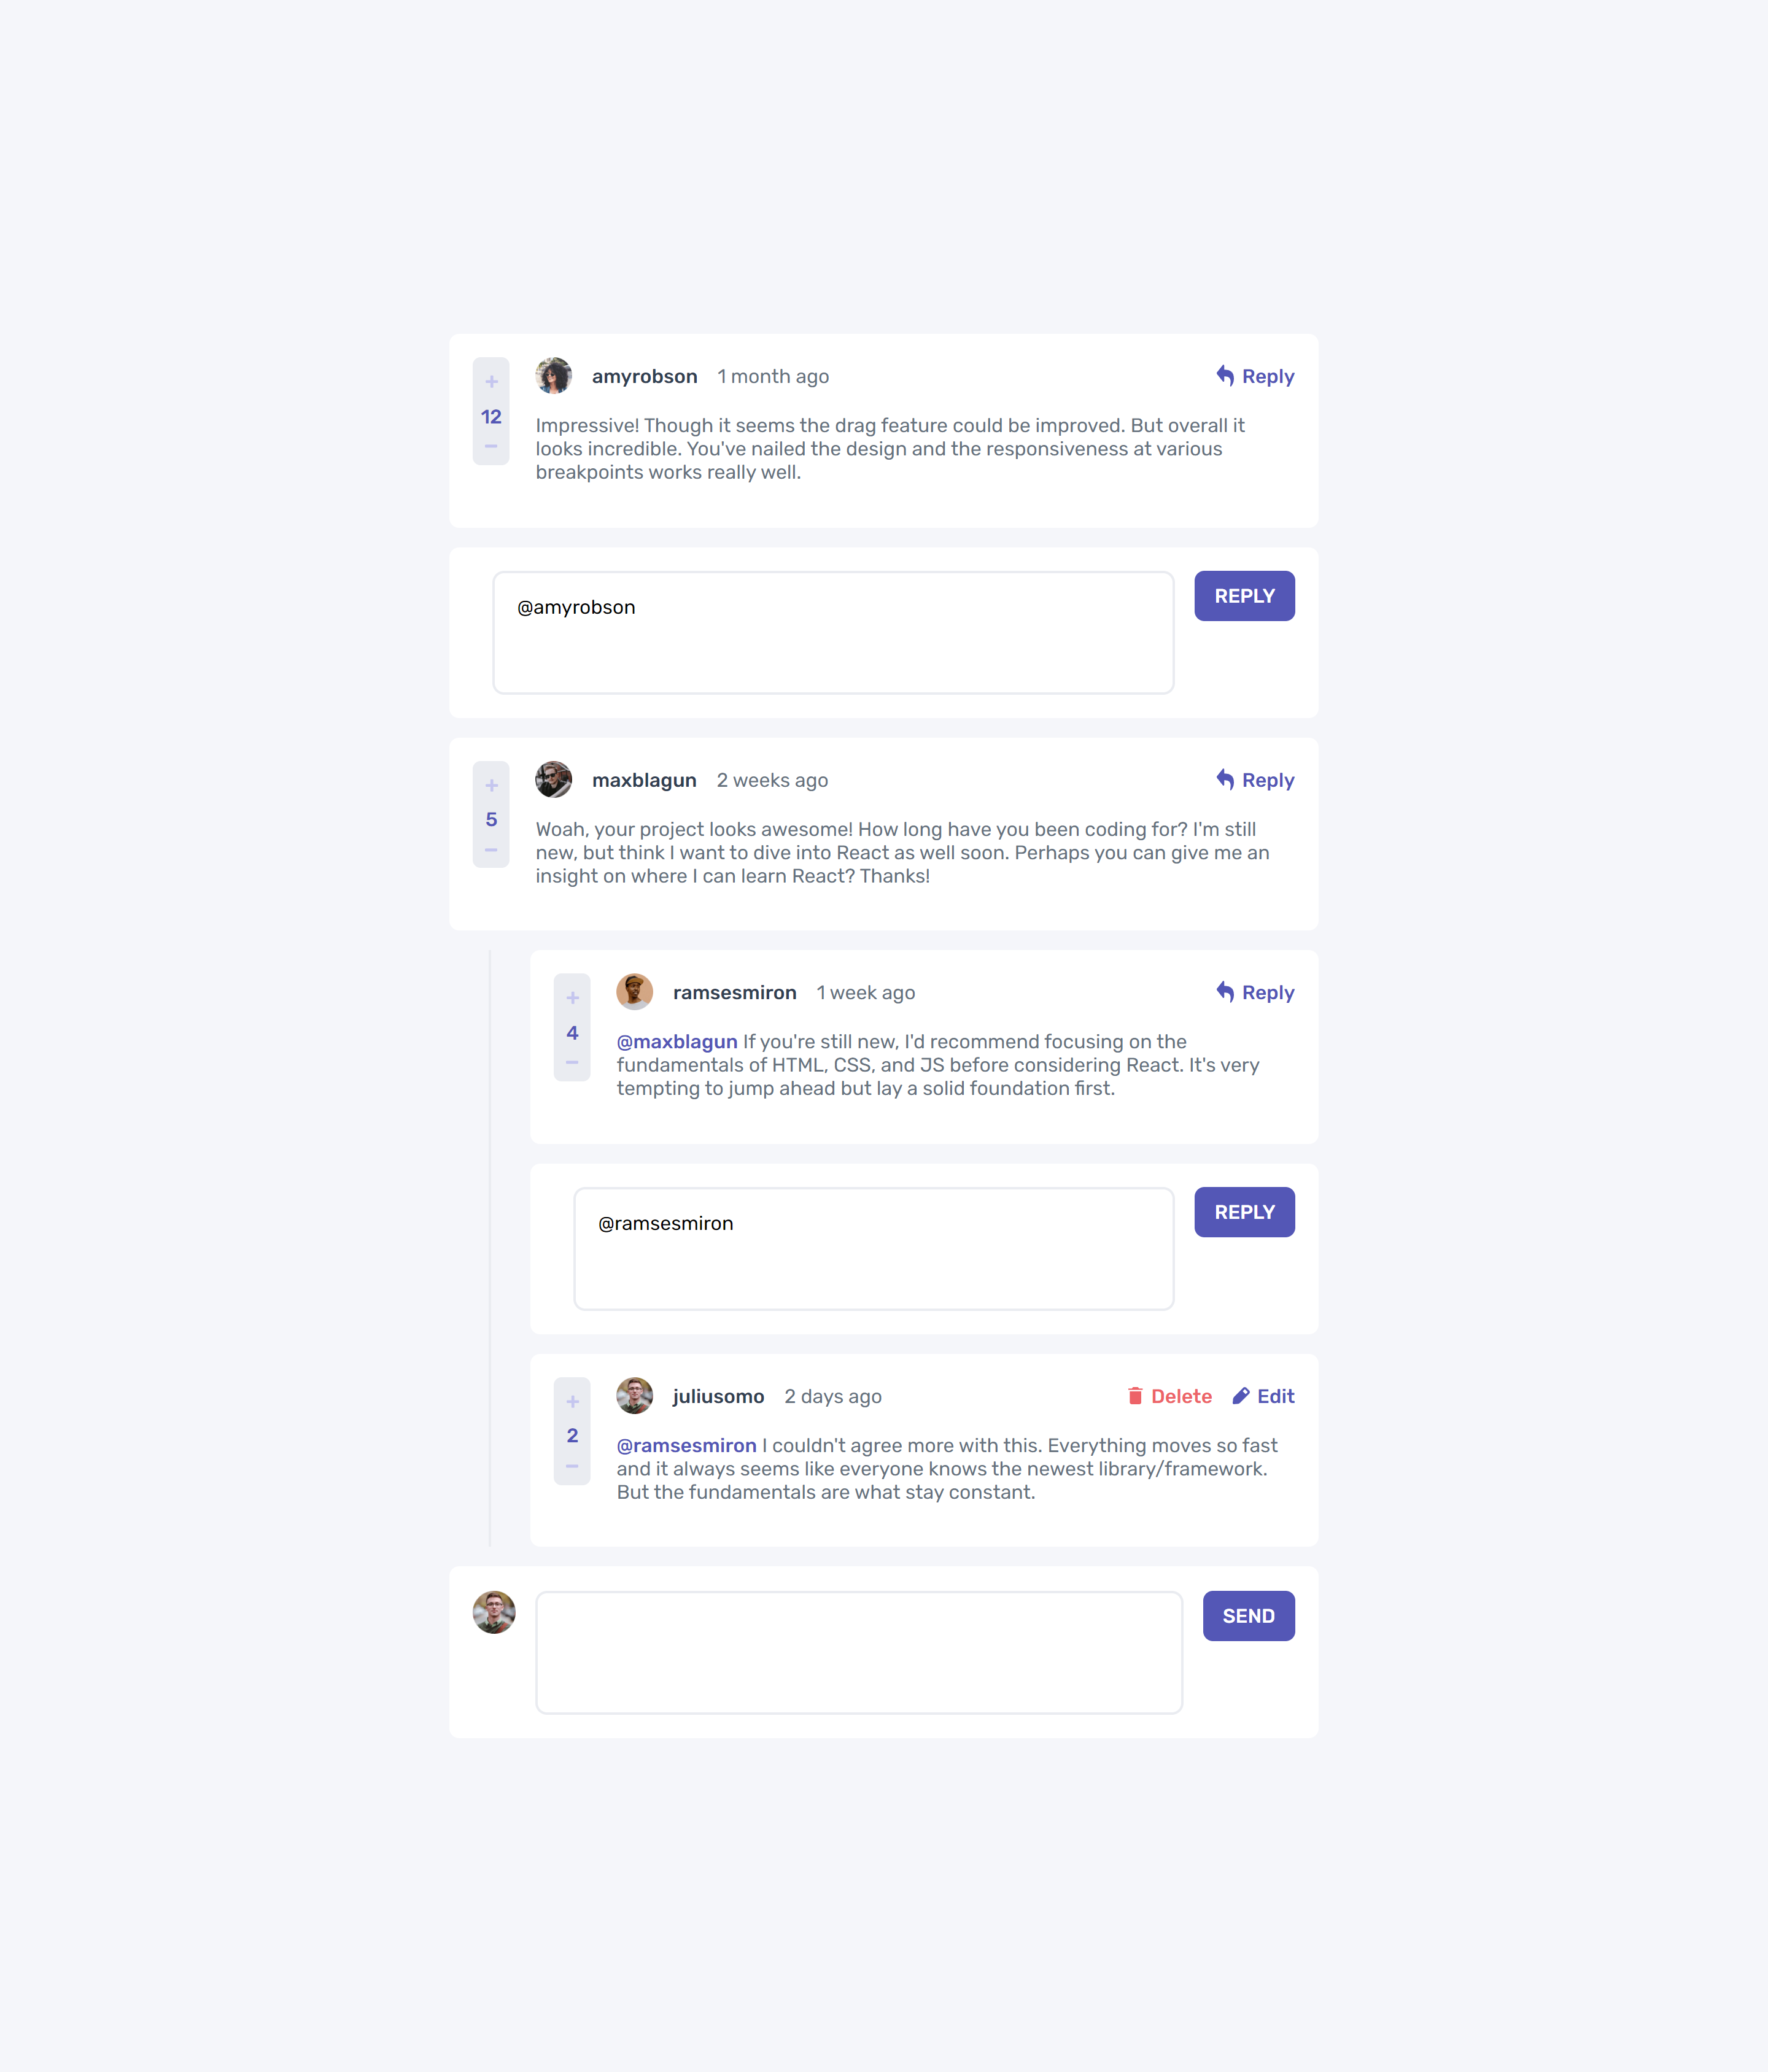 +
12
−
amyrobson 1 month ago Reply
Impressive! Though it seems the drag feature could be improved. But overall it
looks incredible. You've nailed the design and the responsiveness at various
breakpoints works really well.
@amyrobson
REPLY
+
5
−
maxblagun 2 weeks ago Reply
Woah, your project looks awesome! How long have you been coding for? I'm still
new, but think I want to dive into React as well soon. Perhaps you can give me an
insight on where I can learn React? Thanks!
+
4
−
ramsesmiron 1 week ago Reply
@maxblagun If you're still new, I'd recommend focusing on the
fundamentals of HTML, CSS, and JS before considering React. It's very
tempting to jump ahead but lay a solid foundation first.
@ramsesmiron
REPLY
+
2
−
juliusomo 2 days ago Delete Edit
@ramsesmiron I couldn't agree more with this. Everything moves so fast
and it always seems like everyone knows the newest library/framework.
But the fundamentals are what stay constant.
SEND